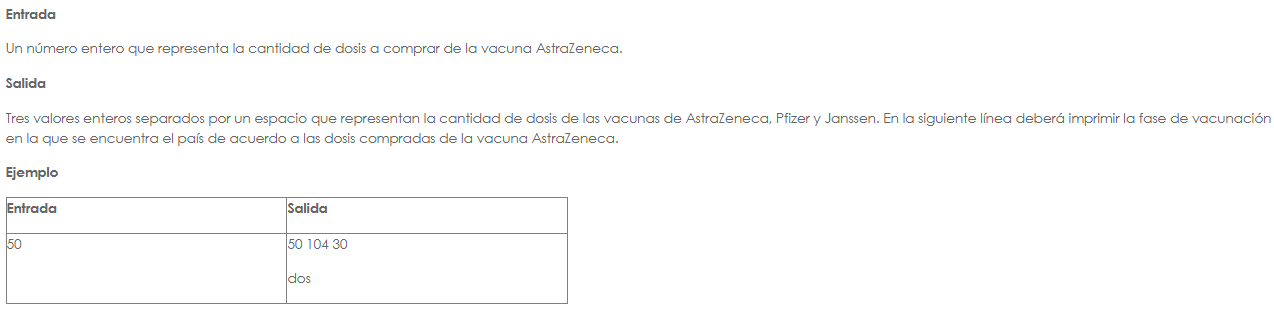 Entrada
Un número entero que representa la cantidad de dosis a comprar de la vacuna AstraZeneca.
Salida
Tres valores enteros separados por un espacio que representan la cantidad de dosis de las vacunas de AstraZeneca, Pfizer y Janssen. En la siguiente línea deberá imprimir la fase de vacunación
en la que se encuentra el país de acuerdo a las dosis compradas de la vacuna AstraZeneca.
Ejemplo
Entrada Salida
50 50 104 30
dos